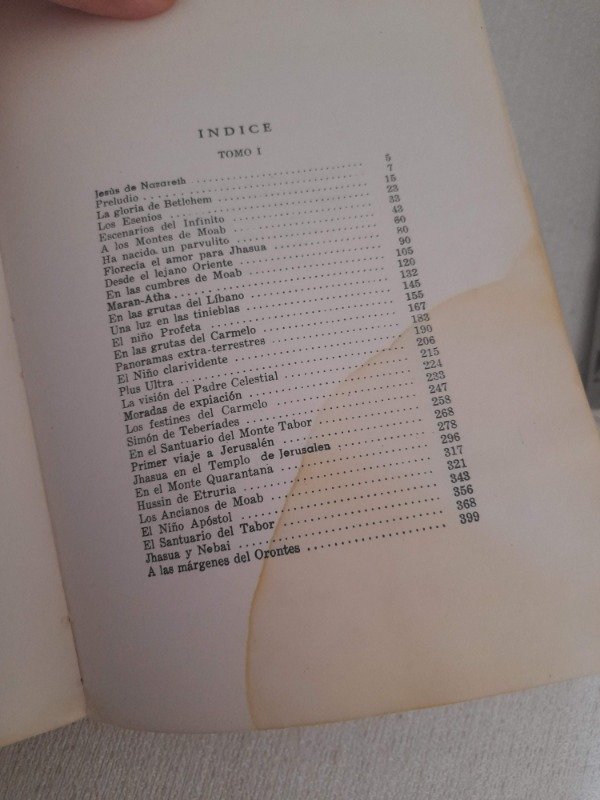 INDICE
TOMO I
Jesús de Nazareth ........ 5
Preludio ........ 7
La gloria de Betlehem ........ 15
Los Esenios ........ 23
Escenarios del Infinito ........ 33
A los Montes de Moab ........ 43
Ha nacido un parvulito ........ 60
Florecía el amor para Jhasua ........ 80
Desde el lejano Oriente ........ 90
En las cumbres de Moab ........ 105
Maran-Atha ........ 120
En las grutas del Líbano ........ 132
Una luz en las tinieblas ........ 145
El niño Profeta ........ 155
En las grutas del Carmelo ........ 167
Panoramas extra-terrestres ........ 183
El Niño clarividente ........ 190
Plus Ultra ........ 206
La visión del Padre Celestial ........ 215
Moradas de expiación ........ 224
Los festines del Carmelo ........ 233
Simón de Teberíades ........ 247
En el Santuario del Monte Tabor ........ 258
Primer viaje a Jerusalén ........ 268
Jhasua en el Templo de Jerusalen ........ 278
En el Monte Quarantana ........ 296
Hussin de Etruria ........ 317
Los Ancianos de Moab ........ 321
El Niño Apóstol ........ 343
El Santuario del Tabor ........ 356
Jhasua y Nebai ........ 368
A las márgenes del Orontes ........ 399